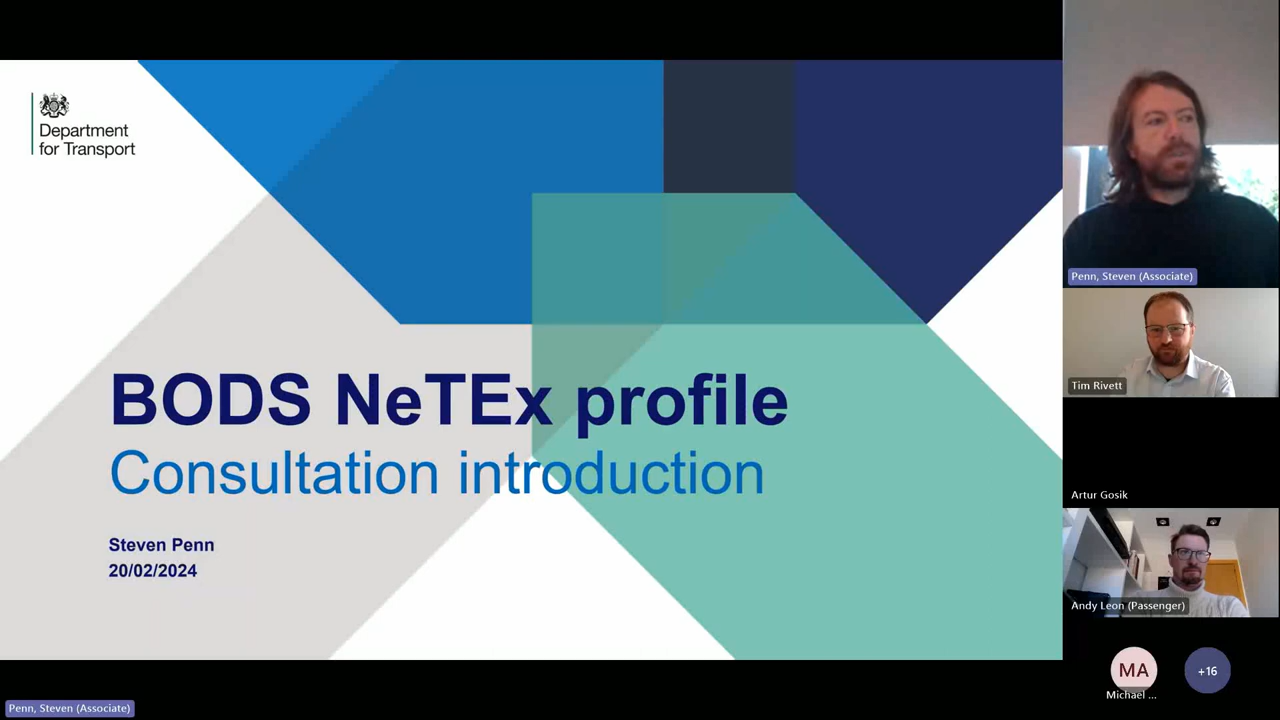 Department
for Transport
BODS NeTEx profile
Consultation introduction
Steven Penn
20/02/2024
Penn, Steven (Associate)
Tim Rivett
Artur Gosik
Andy Leon (Passenger)
MA
Michael ...
+16
Penn, Steven (Associate)